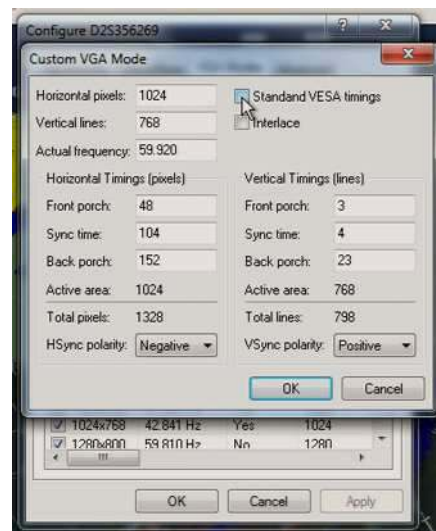 Configure D2S356269
Custom VGA Mode
Horizontal pixels: 1024
Standard VESA timings
Vertical lines: 768
Interlace
Actual frequency: 59.920
Horizontal Timings (pixels)
Vertical Timings (lines)
Front porch: 48
Front porch: 3
Sync time: 104
Sync time: 4
Back porch: 152
Back porch: 23
Active area: 1024
Active area: 768
Total pixels: 1328
Total lines: 798
HSync polarity: Negative
VSync polarity: Positive
OK Cancel
1024x768 42.841 Hz Yes 1024
1280x800 59.810 Hz No 1280
OK Cancel Apply